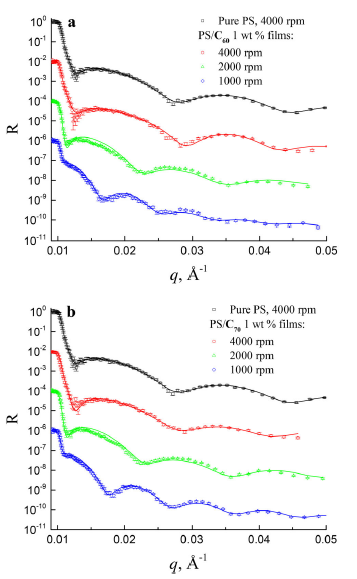 a
Pure PS, 4000 rpm
PS/C60 1 wt % films:
4000 rpm
2000 rpm
1000 rpm
10^0
10^-1
10^-2
10^-3
10^-4
10^-5
10^-6
10^-7
10^-8
10^-9
10^-10
10^-11
R
0.01 0.02 0.03 0.04 0.05
q, Å^-1
b
Pure PS, 4000 rpm
PS/C70 1 wt % films:
4000 rpm
2000 rpm
1000 rpm
10^0
10^-1
10^-2
10^-3
10^-4
10^-5
10^-6
10^-7
10^-8
10^-9
10^-10
10^-11
R
0.01 0.02 0.03 0.04 0.05
q, Å^-1